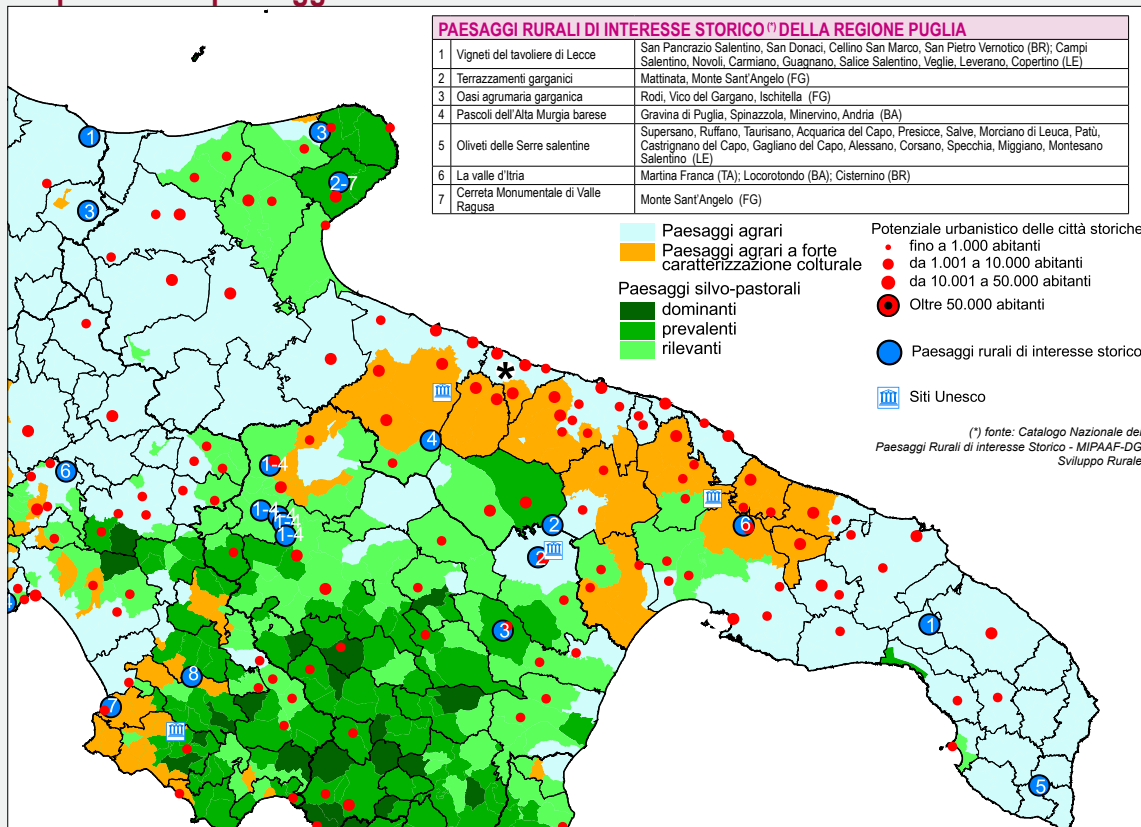 PAESAGGI RURALI DI INTERESSE STORICO (*) DELLA REGIONE PUGLIA
1 Vigneti del tavoliere di Lecce
San Pancrazio Salentino, San Donaci, Cellino San Marco, San Pietro Vernotico (BR); Campi
Salentino, Novoli, Carmiano, Guagnano, Salice Salentino, Veglie, Leverano, Copertino (LE)
2 Terrazzamenti garganici Mattinata, Monte Sant'Angelo (FG)
3 Oasi agrumaria garganica Rodi, Vico del Gargano, Ischitella (FG)
4 Pascoli dell'Alta Murgia barese Gravina di Puglia, Spinazzola, Minervino, Andria (BA)
5 Oliveti delle Serre salentine
Supersano, Ruffano, Taurisano, Acquarica del Capo, Presicce, Salve, Morciano di Leuca, Patù,
Castrignano del Capo, Gagliano del Capo, Alessano, Corsano, Specchia, Miggiano, Montesano
Salentino (LE)
6 La valle d'Itria Martina Franca (TA); Locorotondo (BA); Cisternino (BR)
7 Cerreta Monumentale di Valle
Ragusa
Monte Sant'Angelo (FG)
Paesaggi agrari
Paesaggi agrari a forte
caratterizzazione colturale
Paesaggi silvo-pastorali
dominanti
prevalenti
rilevanti
Potenziale urbanistico delle città storiche
fino a 1.000 abitanti
da 1.001 a 10.000 abitanti
da 10.001 a 50.000 abitanti
Oltre 50.000 abitanti
Paesaggi rurali di interesse storico
Siti Unesco
(*) fonte: Catalogo Nazionale dei
Paesaggi Rurali di interesse Storico - MIPAAF-DG
Sviluppo Rurale
1
3
2-7
3
*
4
6
1-4
1-4
1-4
1-4
2
6
2
4
1
3
8
7
5